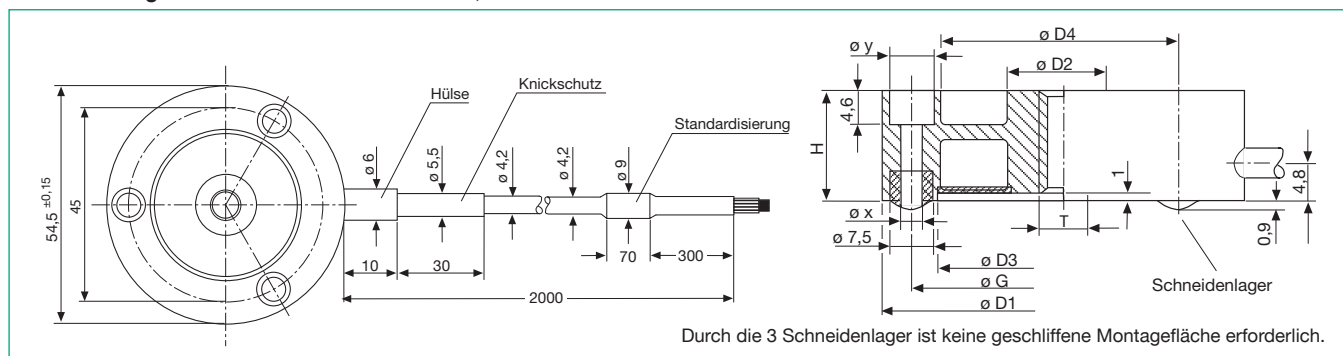 54,5 ±0,15
45
Hülse
Knickschutz
Standardisierung
ø 6
ø 5,5
ø 4,2
ø 4,2
ø 9
10
30
70
300
2000
ø y
ø D4
ø D2
4,6
H
1
4,8
0,9
T
ø x
ø 7,5
ø D3
ø G
ø D1
Schneidenlager
Durch die 3 Schneidenlager ist keine geschliffene Montagefläche erforderlich.